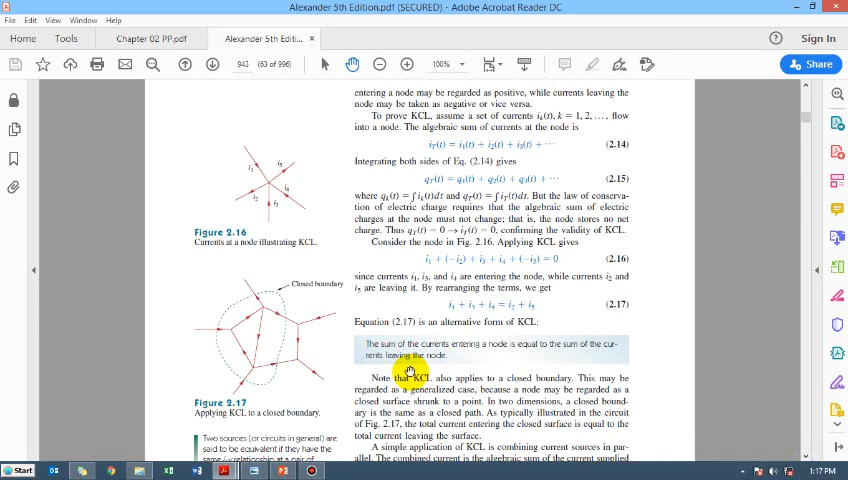 Alexander 5th Edition.pdf (SECURED) - Adobe Acrobat Reader DC
File Edit View Window Help
Home Tools Chapter 02 PP.pdf Alexander 5th Editi... × Sign In
943 (63 of 996) 100% Share
entering a node may be regarded as positive, while currents leaving the
node may be taken as negative or vice versa.
To prove KCL, assume a set of currents iₖ(t), k = 1, 2, …, flow
into a node. The algebraic sum of currents at the node is
i_T(t) = i₁(t) + i₂(t) + i₃(t) + ⋯ (2.14)
Integrating both sides of Eq. (2.14) gives
q_T(t) = q₁(t) + q₂(t) + q₃(t) + ⋯ (2.15)
where qₖ(t) = ∫ iₖ(t)dt and q_T(t) = ∫ i_T(t)dt. But the law of conserva-
tion of electric charge requires that the algebraic sum of electric
charges at the node must not change; that is, the node stores no net
charge. Thus q_T(t) = 0 → i_T(t) = 0, confirming the validity of KCL.
Consider the node in Fig. 2.16. Applying KCL gives
i₁ + (−i₂) + i₃ + i₄ + (−i₅) = 0 (2.16)
since currents i₁, i₃, and i₄ are entering the node, while currents i₂ and
i₅ are leaving it. By rearranging the terms, we get
i₁ + i₃ + i₄ = i₂ + i₅ (2.17)
Equation (2.17) is an alternative form of KCL:
The sum of the currents entering a node is equal to the sum of the cur-
rents leaving the node.
Note that KCL also applies to a closed boundary. This may be
regarded as a generalized case, because a node may be regarded as a
closed surface shrunk to a point. In two dimensions, a closed bound-
ary is the same as a closed path. As typically illustrated in the circuit
of Fig. 2.17, the total current entering the closed surface is equal to the
total current leaving the surface.
A simple application of KCL is combining current sources in par-
allel. The combined current is the algebraic sum of the current supplied
i₁
i₅
i₄
i₂
i₃
Figure 2.16
Currents at a node illustrating KCL.
Closed boundary
Figure 2.17
Applying KCL to a closed boundary.
Two sources (or circuits in general) are
said to be equivalent if they have the
same i-v relationship at a pair of
Start 1:17 PM